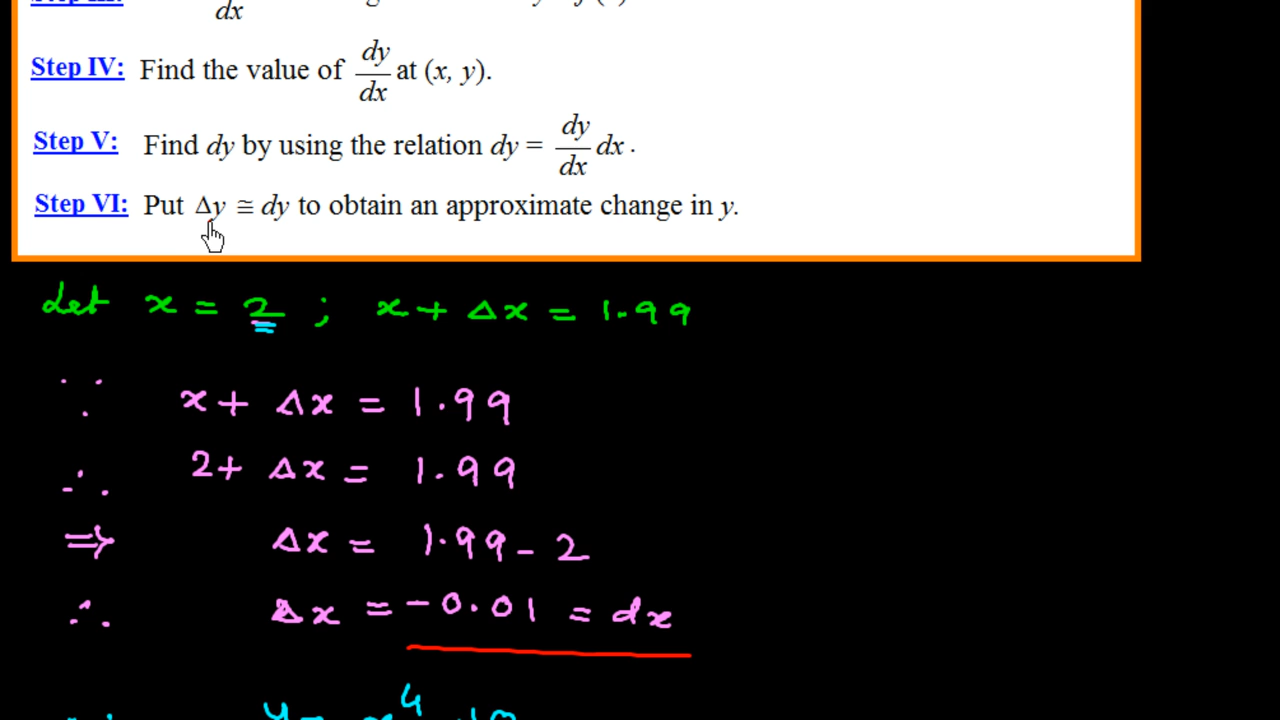 dx
Step IV: Find the value of dy/dx at (x, y).
Step V: Find dy by using the relation dy = dy/dx dx .
Step VI: Put Δy ≅ dy to obtain an approximate change in y.
Let x = 2 ; x + Δx = 1.99
∵ x + Δx = 1.99
∴ 2 + Δx = 1.99
⇒ Δx = 1.99 - 2
∴ Δx = -0.01 = dx